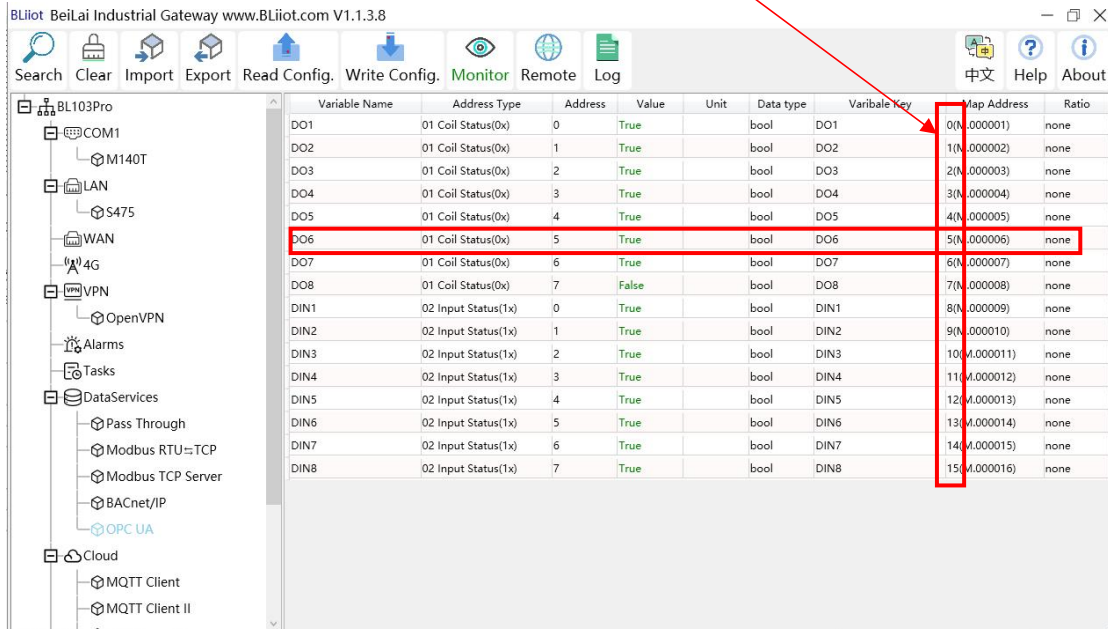 BLiiot BeiLai Industrial Gateway www.BLiiot.com V1.1.3.8
Search Clear Import Export Read Config. Write Config. Monitor Remote Log 中文 Help About
BL103Pro
COM1
M140T
LAN
S475
WAN
4G
VPN VPN
OpenVPN
Alarms
Tasks
DataServices
Pass Through
Modbus RTU⇆TCP
Modbus TCP Server
BACnet/IP
OPC UA
Cloud
MQTT Client
MQTT Client II
Variable Name Address Type Address Value Unit Data type Varibale Key Map Address Ratio
DO1 01 Coil Status(0x) 0 True bool DO1 0(M.000001) none
DO2 01 Coil Status(0x) 1 True bool DO2 1(M.000002) none
DO3 01 Coil Status(0x) 2 True bool DO3 2(M.000003) none
DO4 01 Coil Status(0x) 3 True bool DO4 3(M.000004) none
DO5 01 Coil Status(0x) 4 True bool DO5 4(M.000005) none
DO6 01 Coil Status(0x) 5 True bool DO6 5(M.000006) none
DO7 01 Coil Status(0x) 6 True bool DO7 6(M.000007) none
DO8 01 Coil Status(0x) 7 False bool DO8 7(M.000008) none
DIN1 02 Input Status(1x) 0 True bool DIN1 8(M.000009) none
DIN2 02 Input Status(1x) 1 True bool DIN2 9(M.000010) none
DIN3 02 Input Status(1x) 2 True bool DIN3 10(M.000011) none
DIN4 02 Input Status(1x) 3 True bool DIN4 11(M.000012) none
DIN5 02 Input Status(1x) 4 True bool DIN5 12(M.000013) none
DIN6 02 Input Status(1x) 5 True bool DIN6 13(M.000014) none
DIN7 02 Input Status(1x) 6 True bool DIN7 14(M.000015) none
DIN8 02 Input Status(1x) 7 True bool DIN8 15(M.000016) none